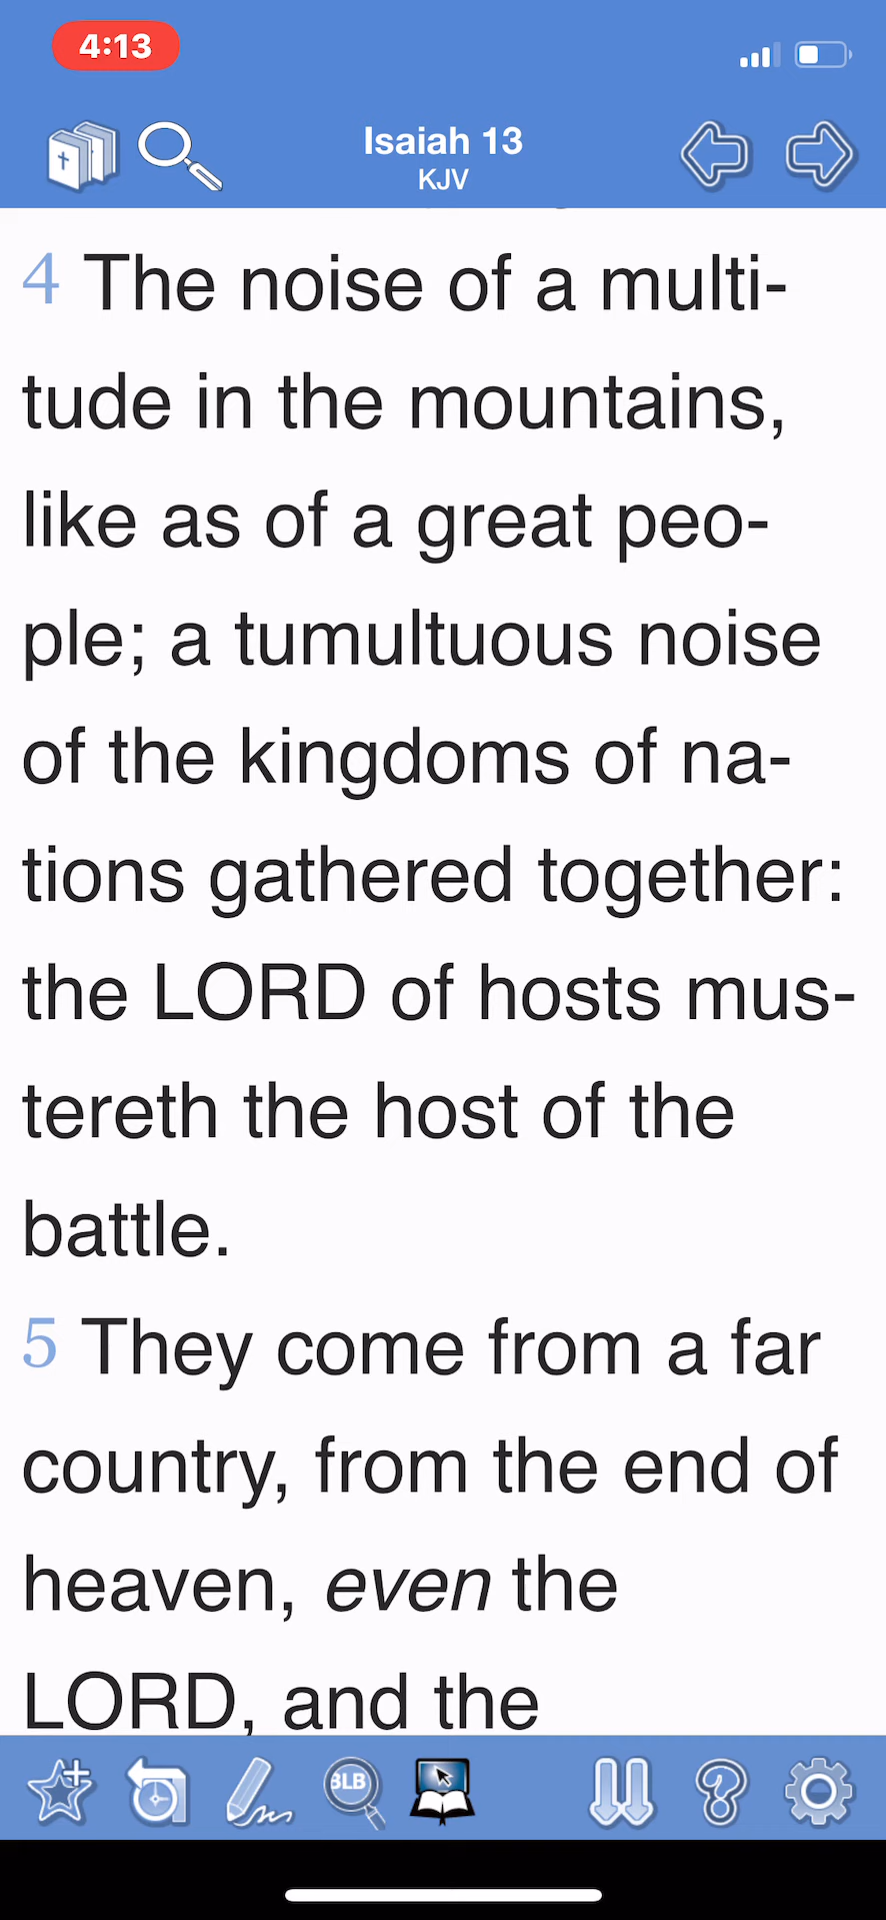 4:13
Isaiah 13
KJV
4 The noise of a multi-
tude in the mountains,
like as of a great peo-
ple; a tumultuous noise
of the kingdoms of na-
tions gathered together:
the LORD of hosts mus-
tereth the host of the
battle.
5 They come from a far
country, from the end of
heaven, even the
LORD, and the
BLB